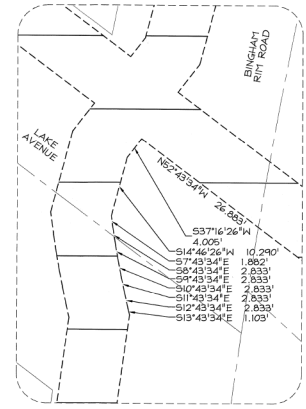 BINGHAM
RIM ROAD
LAKE
AVENUE
N52°43'34"W
26.883'
S37°16'26"W
4.005'
S14°46'26"W 10.290'
S7°43'34"E 1.882'
S8°43'34"E 2.833'
S9°43'34"E 2.833'
S10°43'34"E 2.833'
S11°43'34"E 2.833'
S12°43'34"E 2.833'
S13°43'34"E 1.103'